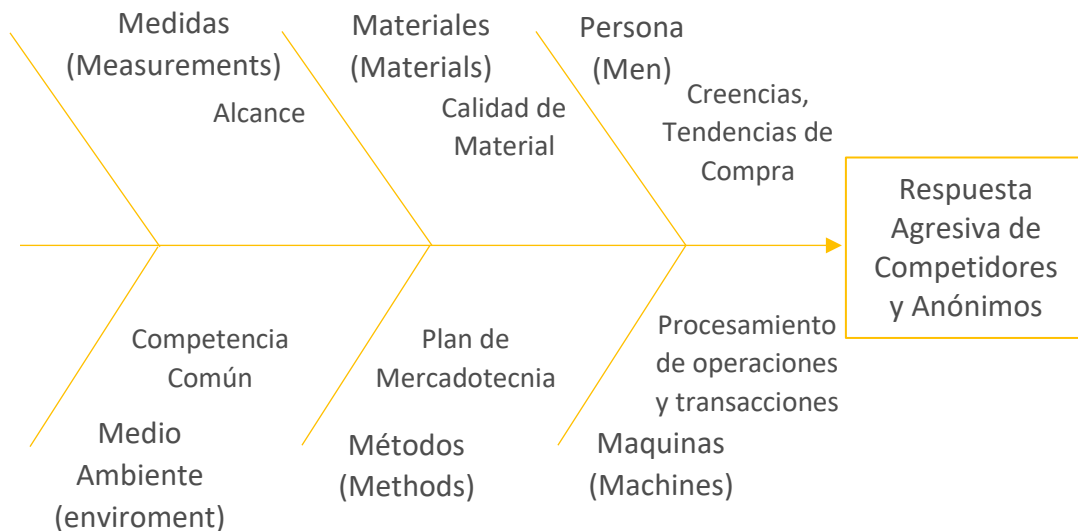 Medidas
(Measurements)
Alcance
Materiales
(Materials)
Calidad de
Material
Persona
(Men)
Creencias,
Tendencias de
Compra
Respuesta
Agresiva de
Competidores
y Anónimos
Competencia
Común
Medio
Ambiente
(enviroment)
Plan de
Mercadotecnia
Métodos
(Methods)
Procesamiento
de operaciones
y transacciones
Maquinas
(Machines)